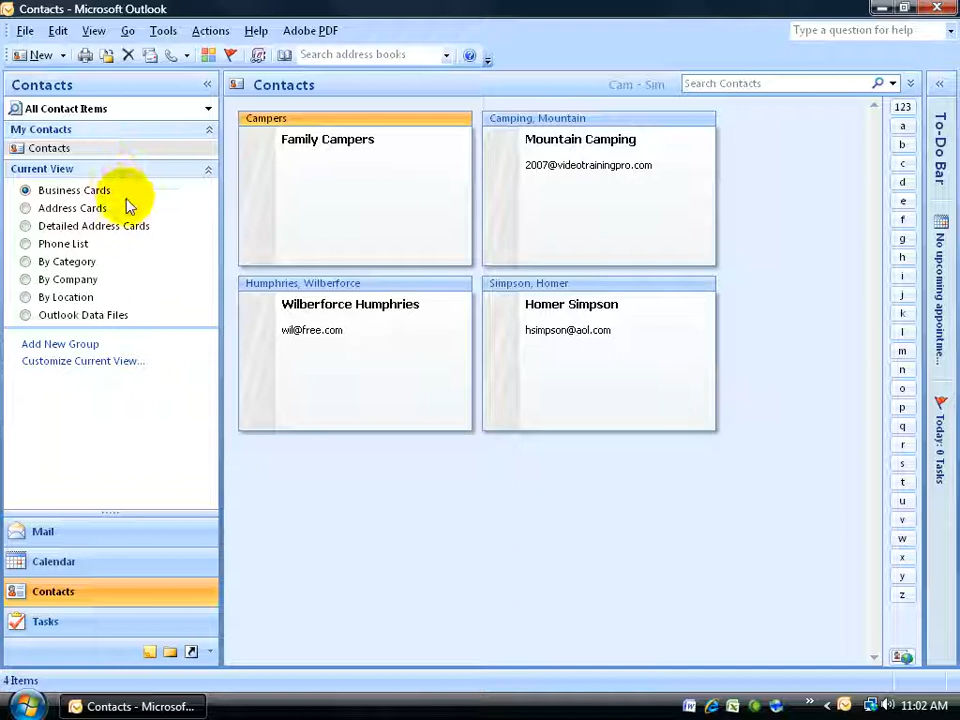 Contacts - Microsoft Outlook
File Edit View Go Tools Actions Help Adobe PDF
Type a question for help
New
Search address books
Contacts
All Contact Items
My Contacts
Contacts
Current View
Business Cards
Address Cards
Detailed Address Cards
Phone List
By Category
By Company
By Location
Outlook Data Files
Add New Group
Customize Current View...
Mail
Calendar
Contacts
Tasks
Contacts
Cam - Sim
Search Contacts
Campers
Family Campers
Camping, Mountain
Mountain Camping
2007@videotrainingpro.com
Humphries, Wilberforce
Wilberforce Humphries
wil@free.com
Simpson, Homer
Homer Simpson
hsimpson@aol.com
123
a
b
c
d
e
f
g
h
i
j
k
l
m
n
o
p
q
r
s
t
u
v
w
x
y
z
To-Do Bar
No upcoming appointme...
Today: 0 Tasks
4 Items
Contacts - Microsof...
11:02 AM